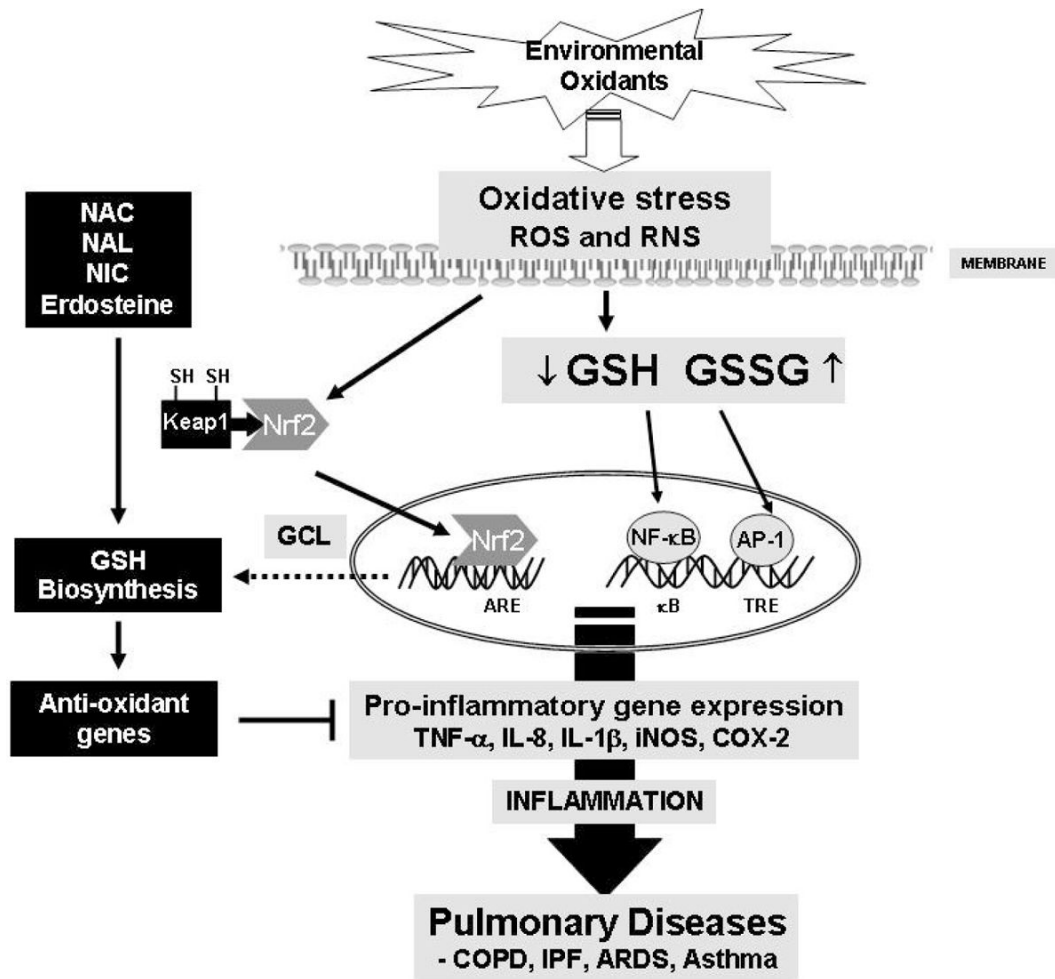 Environmental
Oxidants
Oxidative stress
ROS and RNS
MEMBRANE
NAC
NAL
NIC
Erdosteine
↓ GSH GSSG ↑
SH SH
Keap1
Nrf2
GCL
Nrf2
NF-κB
AP-1
ARE
κB
TRE
GSH
Biosynthesis
Anti-oxidant
genes
Pro-inflammatory gene expression
TNF-α, IL-8, IL-1β, iNOS, COX-2
INFLAMMATION
Pulmonary Diseases
- COPD, IPF, ARDS, Asthma